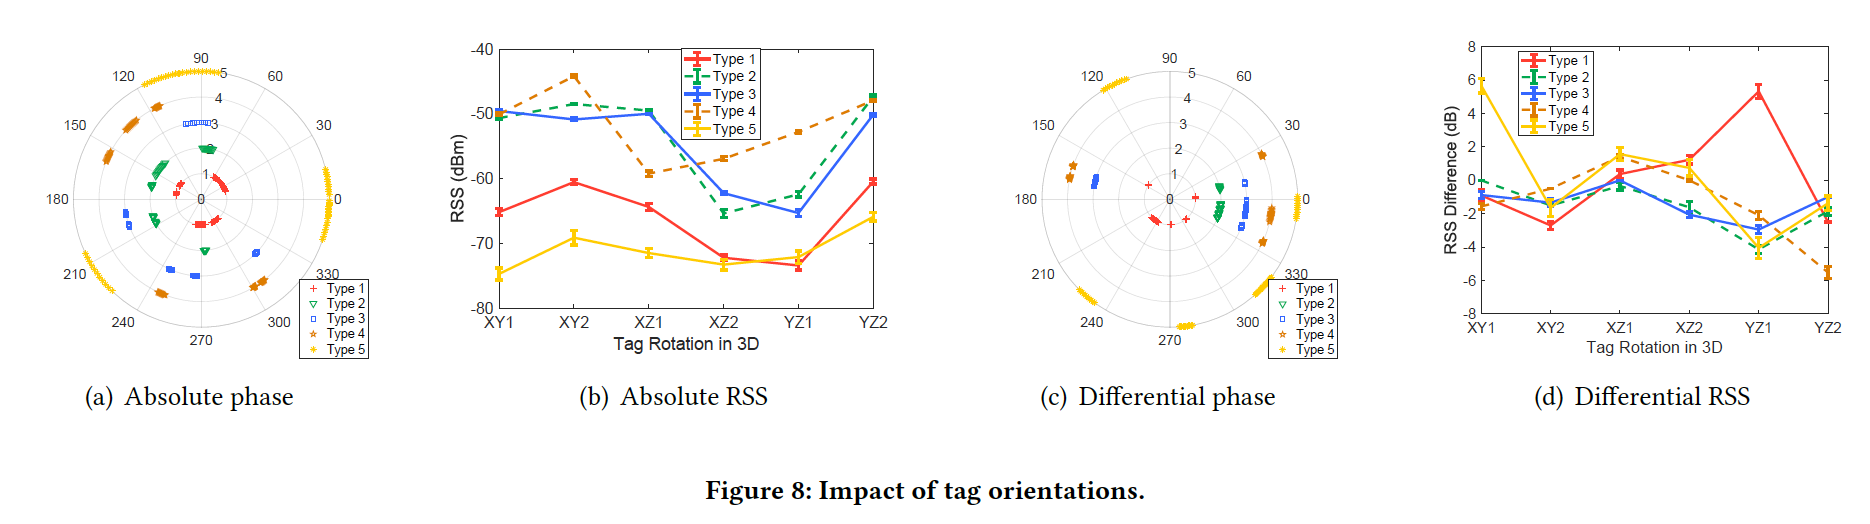 90
120
60
5
4
150
30
3
2
1
180
0
0
210
330
240
300
270
Type 1
Type 2
Type 3
Type 4
Type 5
(a) Absolute phase
-40
-50
-60
-70
-80
RSS (dBm)
Type 1
Type 2
Type 3
Type 4
Type 5
XY1 XY2 XZ1 XZ2 YZ1 YZ2
Tag Rotation in 3D
(b) Absolute RSS
90
120
60
5
4
150
30
3
2
1
180
0
0
210
330
240
300
270
Type 1
Type 2
Type 3
Type 4
Type 5
(c) Differential phase
8
6
4
2
0
-2
-4
-6
-8
RSS Difference (dB)
Type 1
Type 2
Type 3
Type 4
Type 5
XY1 XY2 XZ1 XZ2 YZ1 YZ2
Tag Rotation in 3D
(d) Differential RSS
Figure 8: Impact of tag orientations.